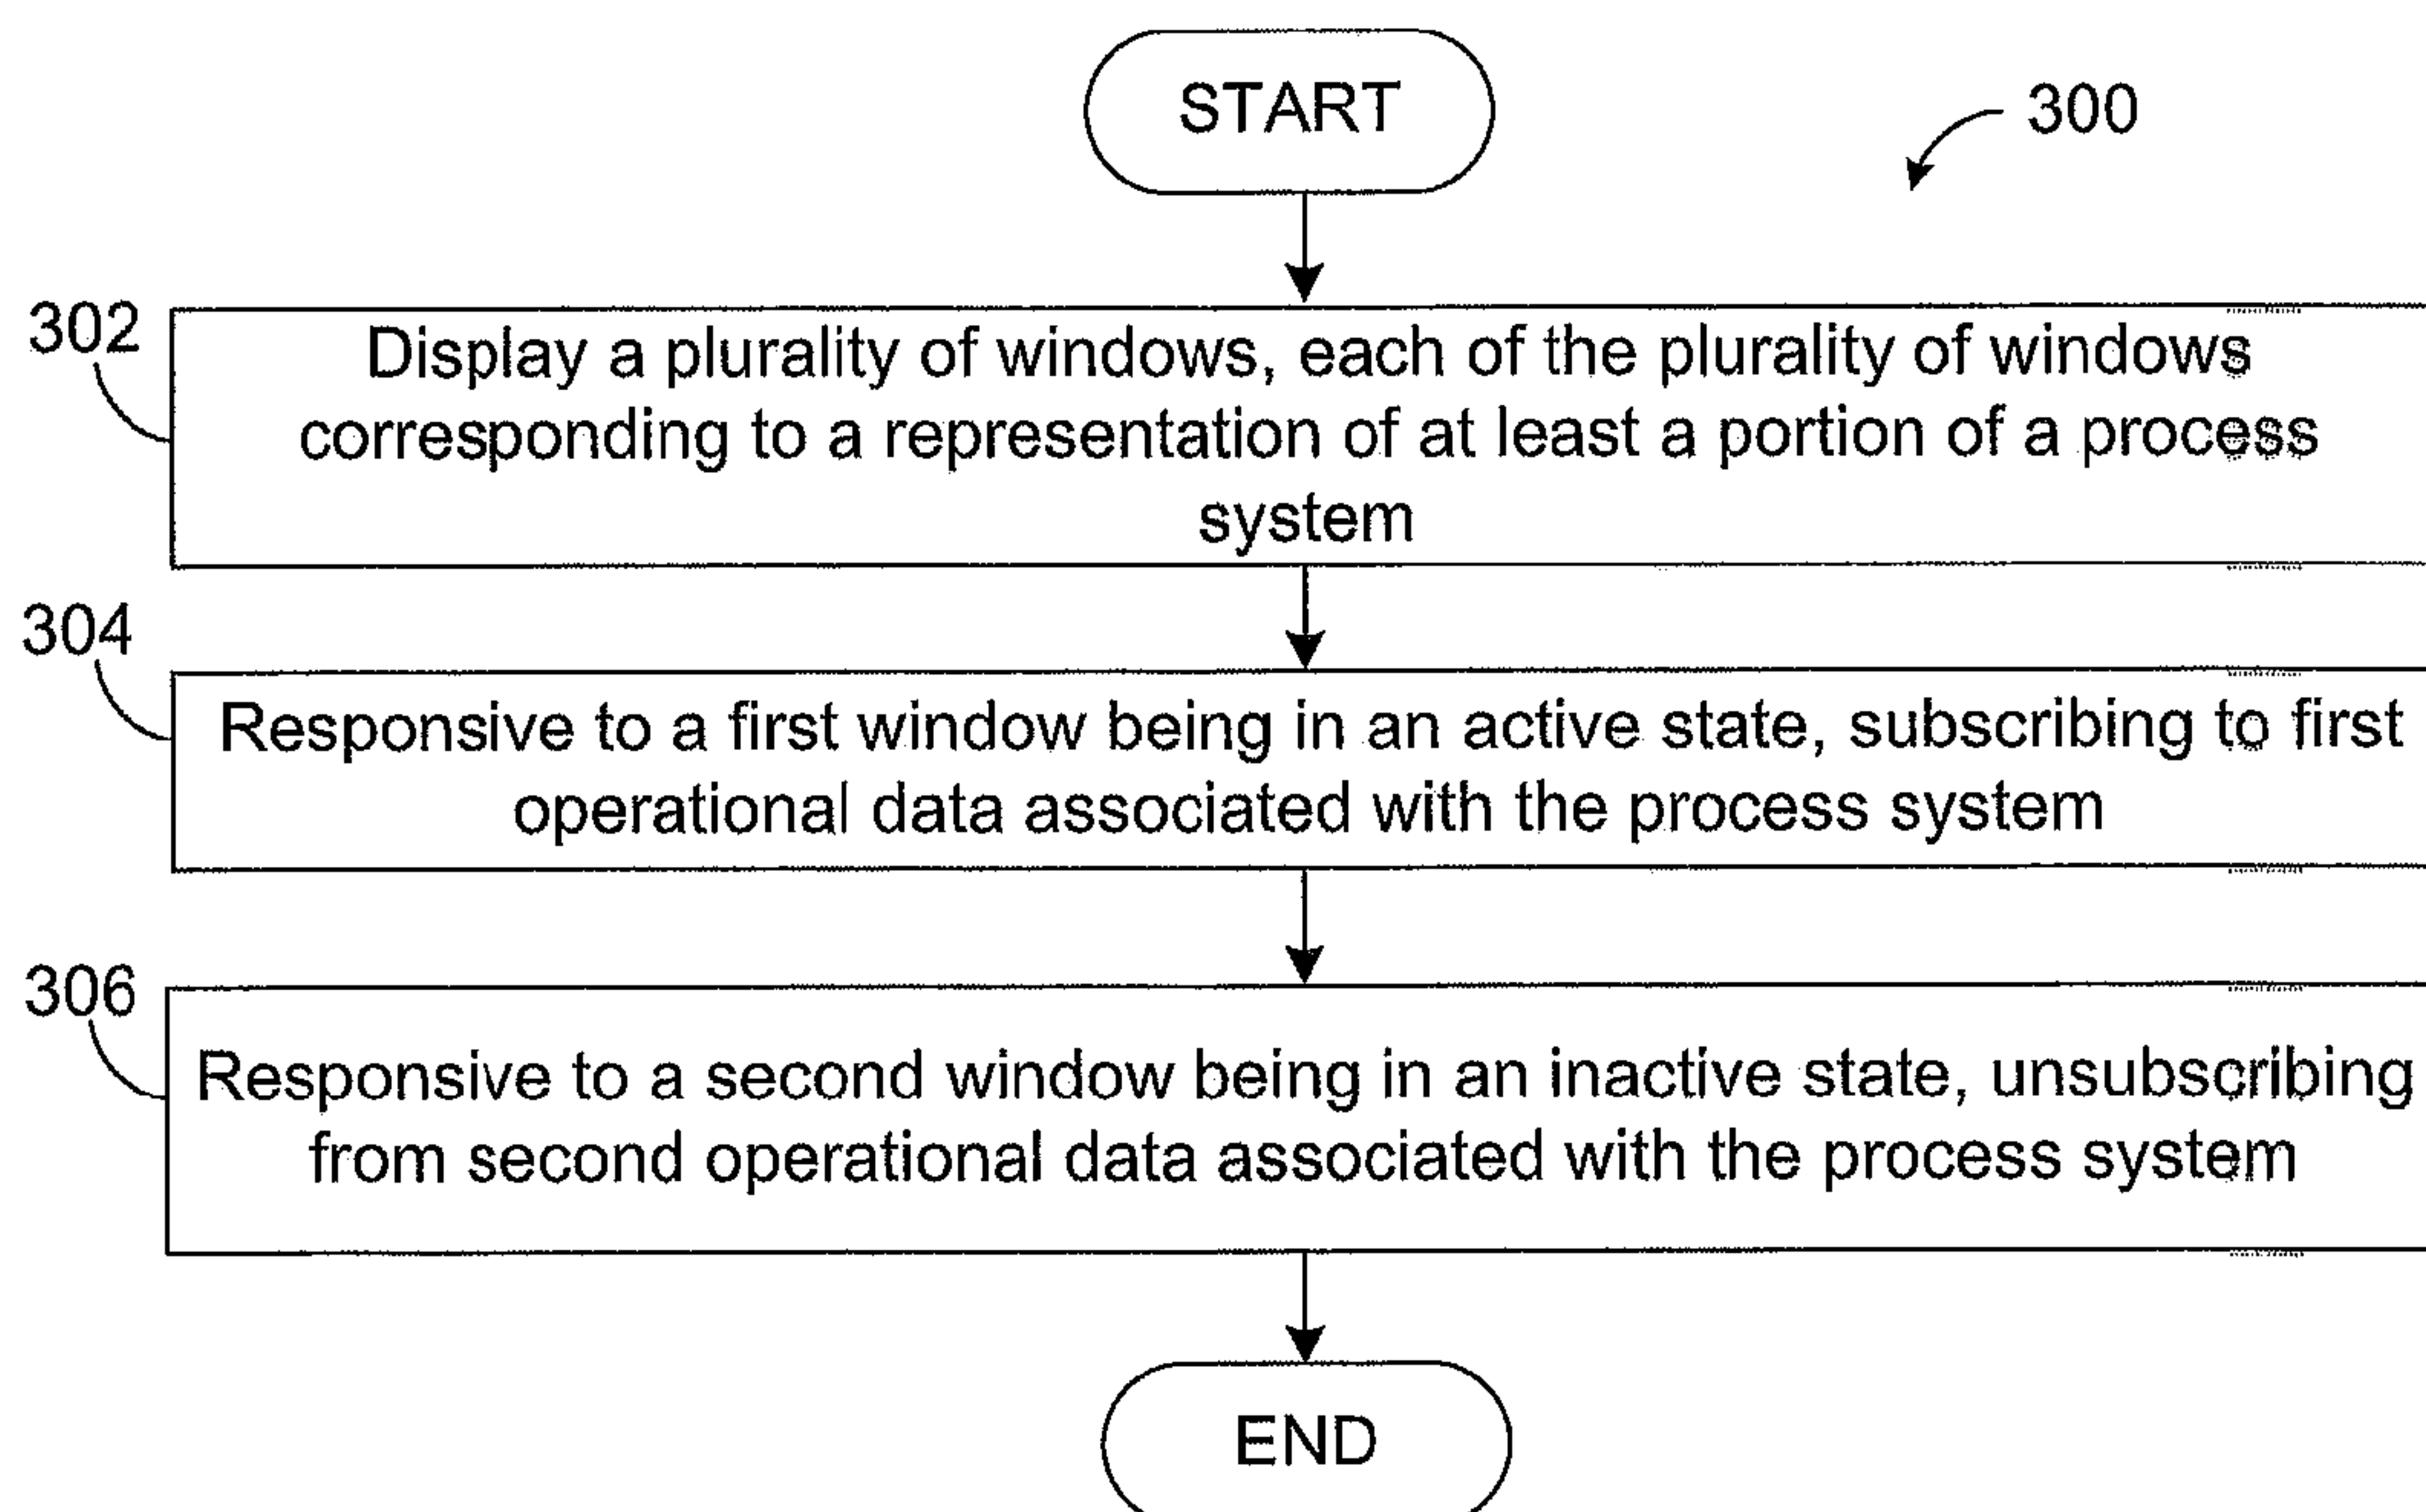 START
300
302
Display a plurality of windows, each of the plurality of windows
corresponding to a representation of at least a portion of a process
system
304
Responsive to a first window being in an active state, subscribing to first
operational data associated with the process system
306
Responsive to a second window being in an inactive state, unsubscribing
from second operational data associated with the process system
END